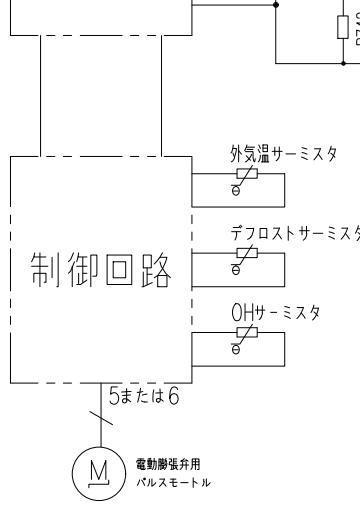 外気温サーミスタ
θ
デフロストサーミスタ
θ
制御回路
OHサーミスタ
θ
5または6
M
電動膨張弁用
パルスモートル